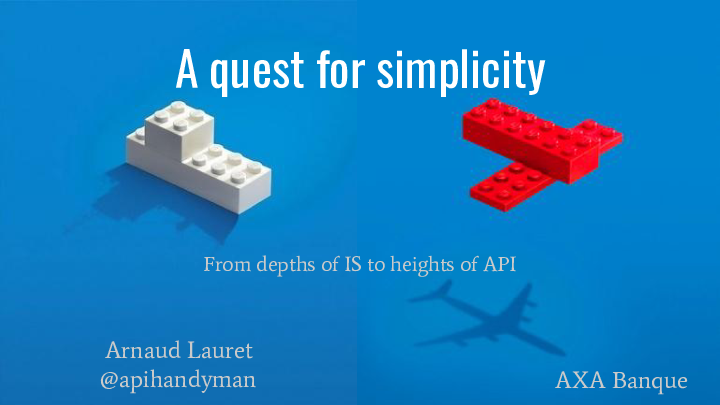 A quest for simplicity
From depths of IS to heights of API
Arnaud Lauret
@apihandyman
AXA Banque